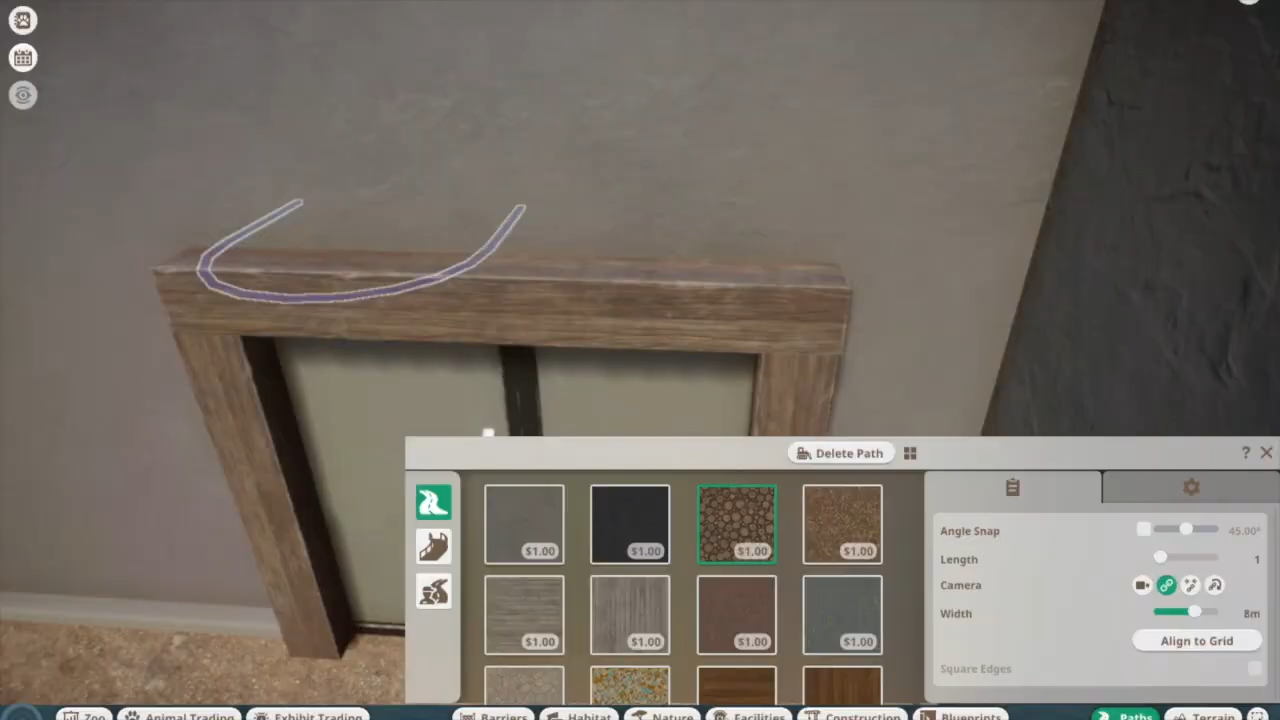 Delete Path
?
Angle Snap 45.00°
Length 1
Camera
Width 8m
Align to Grid
Square Edges
$1.00 $1.00 $1.00 $1.00
$1.00 $1.00 $1.00 $1.00
Zoo Animal Trading Exhibit Trading Barriers Habitat Nature Facilities Construction Blueprints Paths Terrain